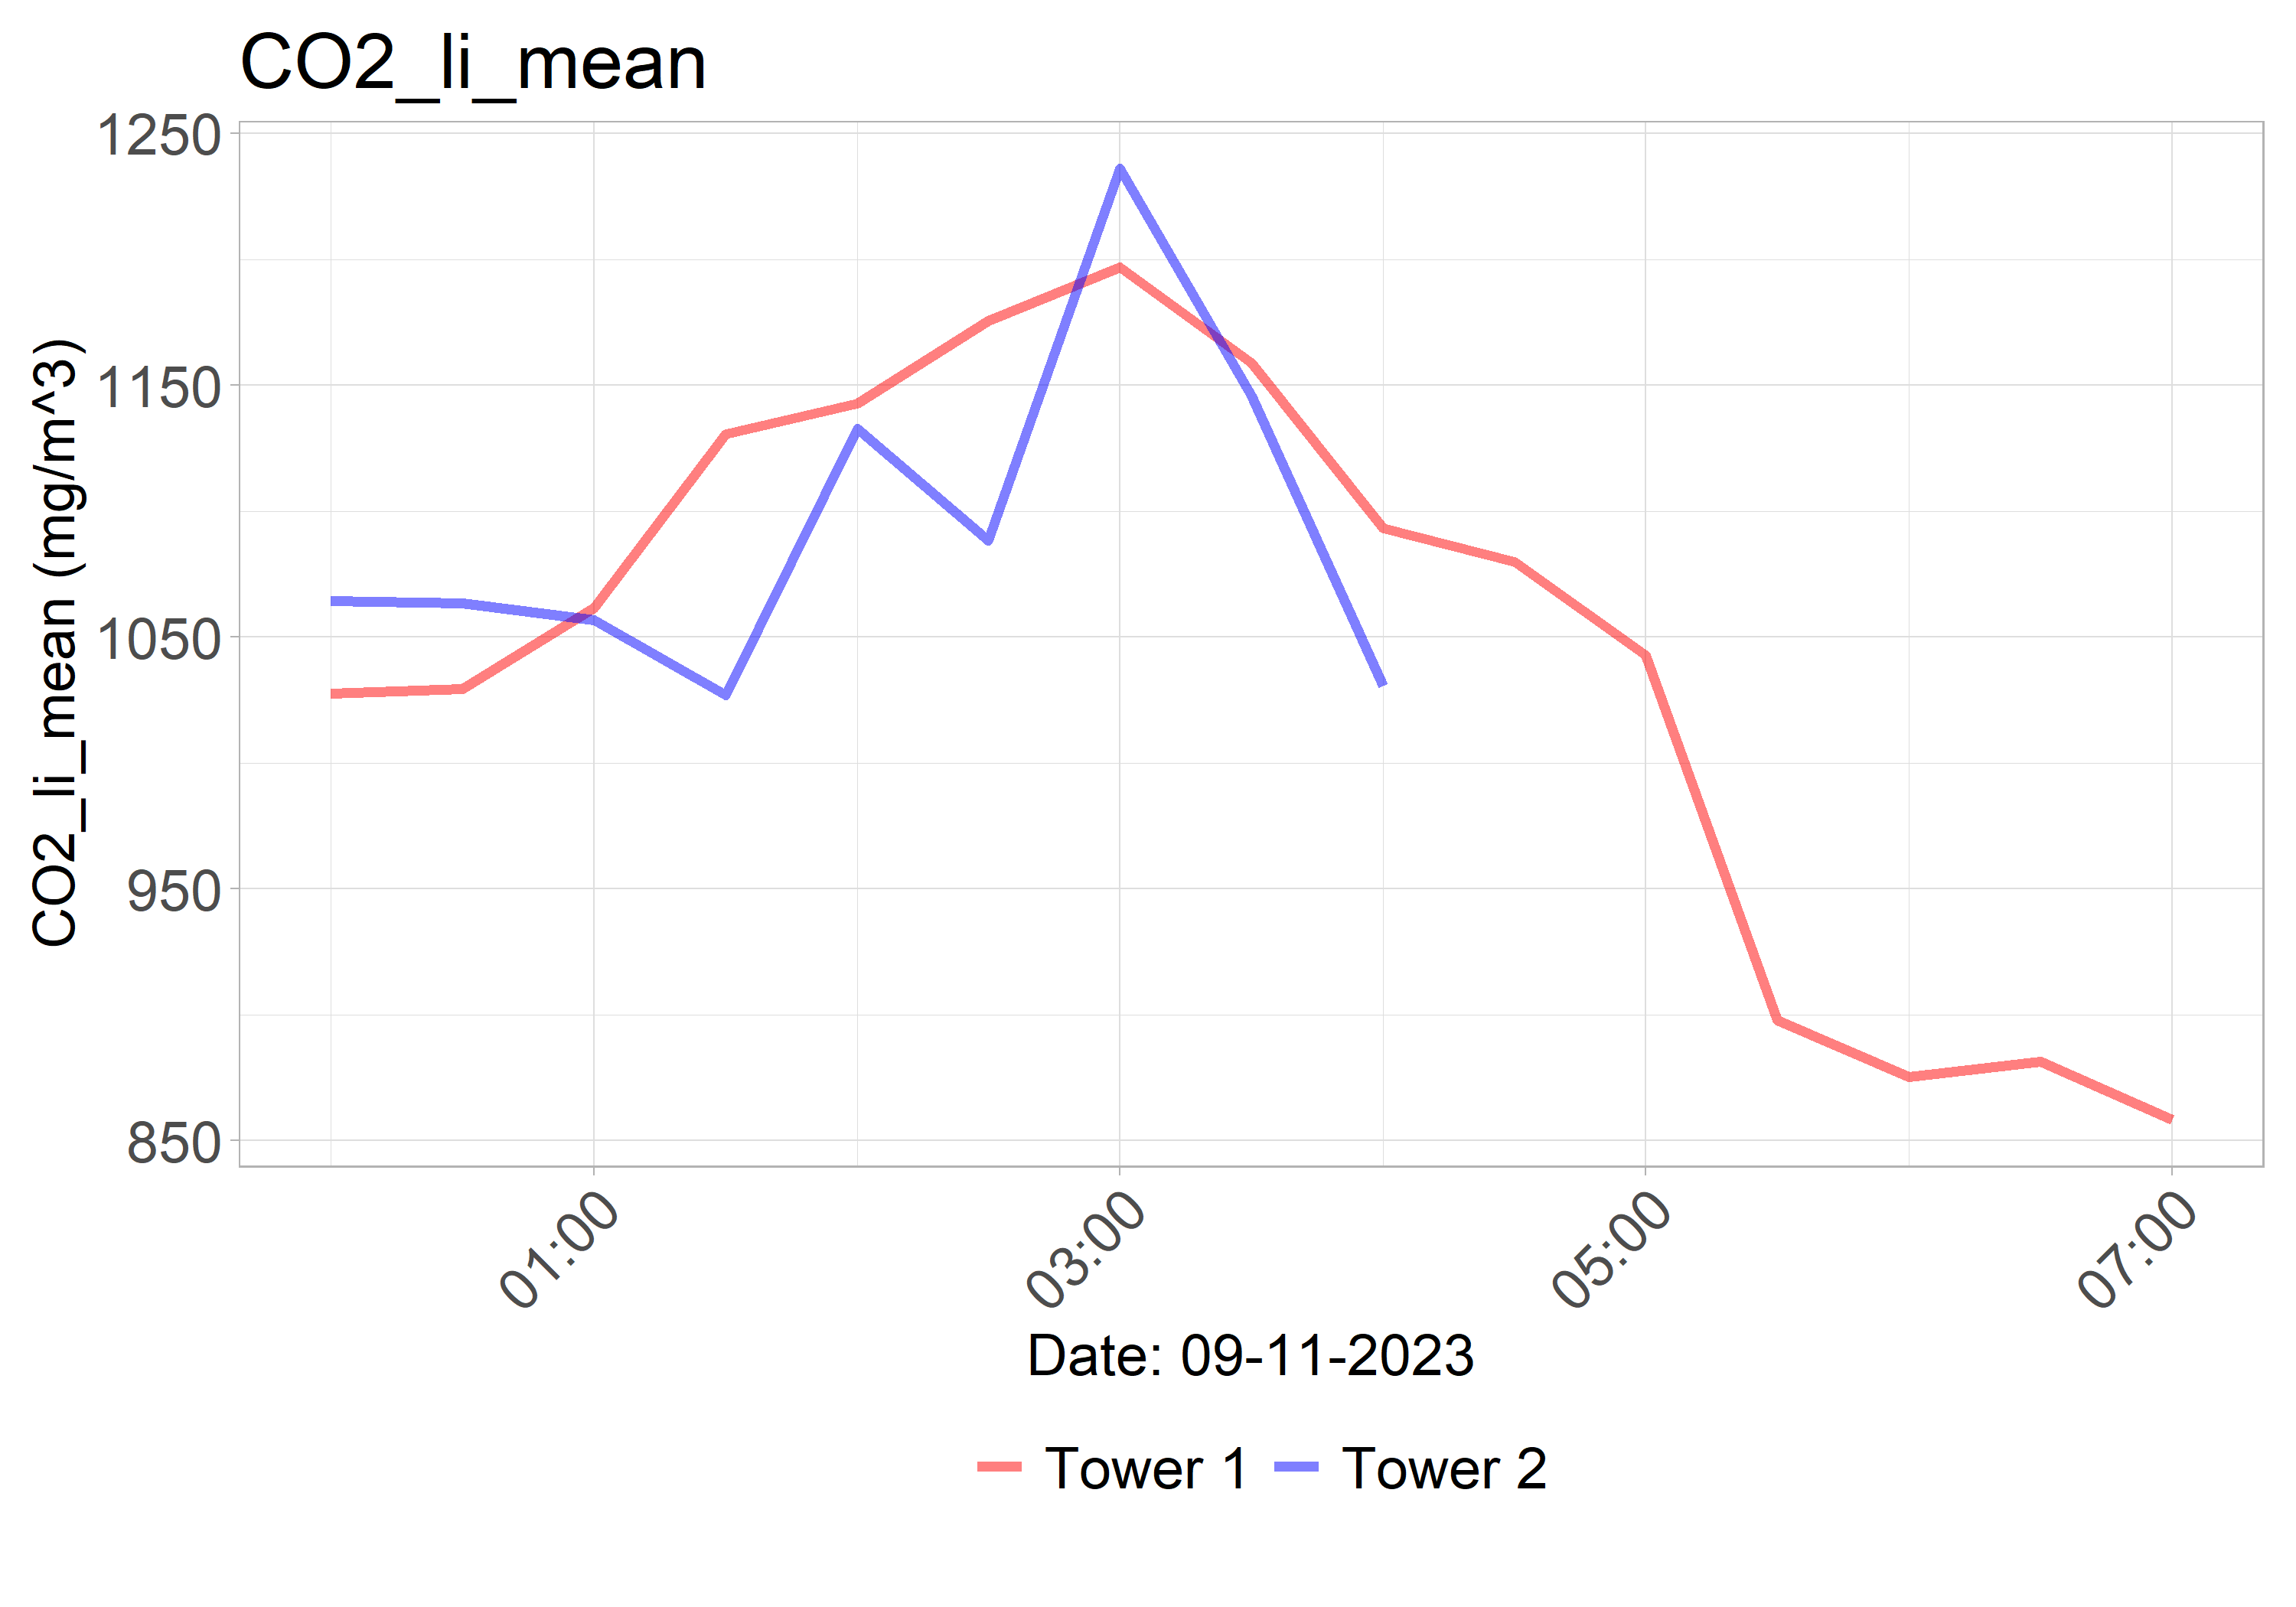 CO2_li_mean
CO2_li_mean (mg/m^3)
1250
1150
1050
950
850
01:00
03:00
05:00
07:00
Date: 09-11-2023
Tower 1
Tower 2